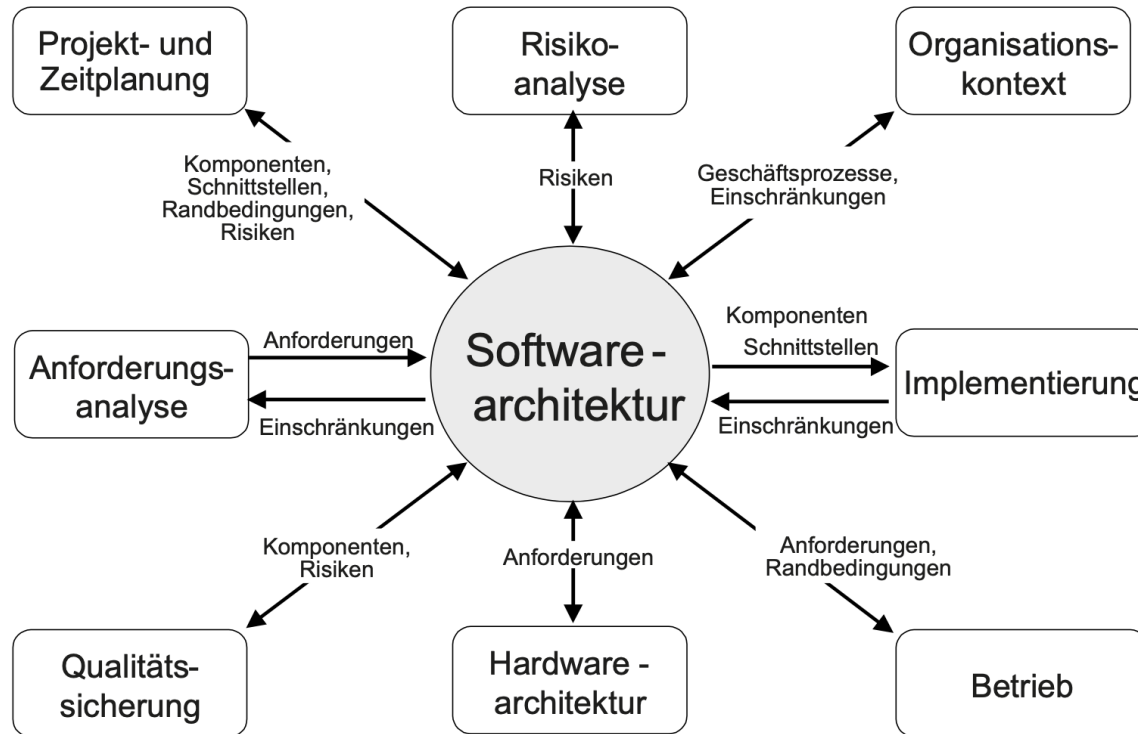 Projekt- und
Zeitplanung
Risiko-
analyse
Organisations-
kontext
Komponenten,
Schnittstellen,
Randbedingungen,
Risiken
Risiken
Geschäftsprozesse,
Einschränkungen
Anforderungs-
analyse
Anforderungen
Einschränkungen
Software -
architektur
Komponenten
Schnittstellen
Einschränkungen
Implementierung
Komponenten,
Risiken
Anforderungen
Anforderungen,
Randbedingungen
Qualitäts-
sicherung
Hardware -
architektur
Betrieb